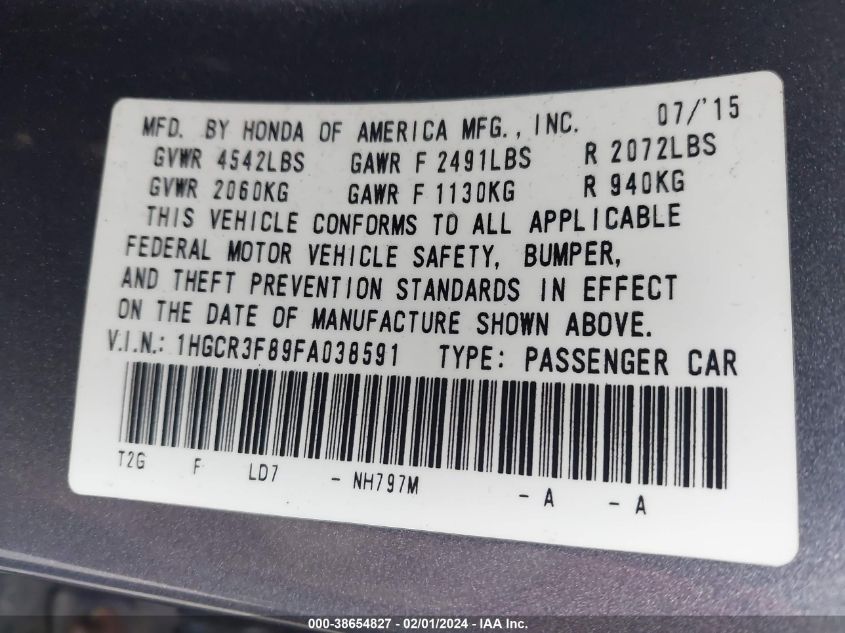 MFD. BY HONDA OF AMERICA MFG., INC. 07/'15
GVWR 4542LBS GAWR F 2491LBS R 2072LBS
GVWR 2060KG GAWR F 1130KG R 940KG
THIS VEHICLE CONFORMS TO ALL APPLICABLE
FEDERAL MOTOR VEHICLE SAFETY, BUMPER,
AND THEFT PREVENTION STANDARDS IN EFFECT
ON THE DATE OF MANUFACTURE SHOWN ABOVE.
V.I.N.: 1HGCR3F89FA038591 TYPE: PASSENGER CAR
T2G F LD7 - NH797M - A - A
000-38654827 - 02/01/2024 - IAA Inc.